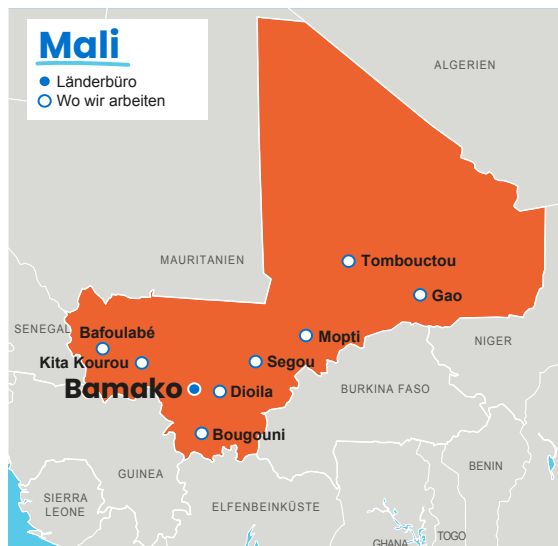 Mali
Länderbüro
Wo wir arbeiten
ALGERIEN
MAURITANIEN
Tombouctou
Gao
SENEGAL
Bafoulabé
Mopti
NIGER
Kita Kourou
Segou
Bamako
Dioila
BURKINA FASO
Bougouni
GUINEA
BENIN
SIERRA
LEONE
ELFENBEINKÜSTE
GHANA
TOGO